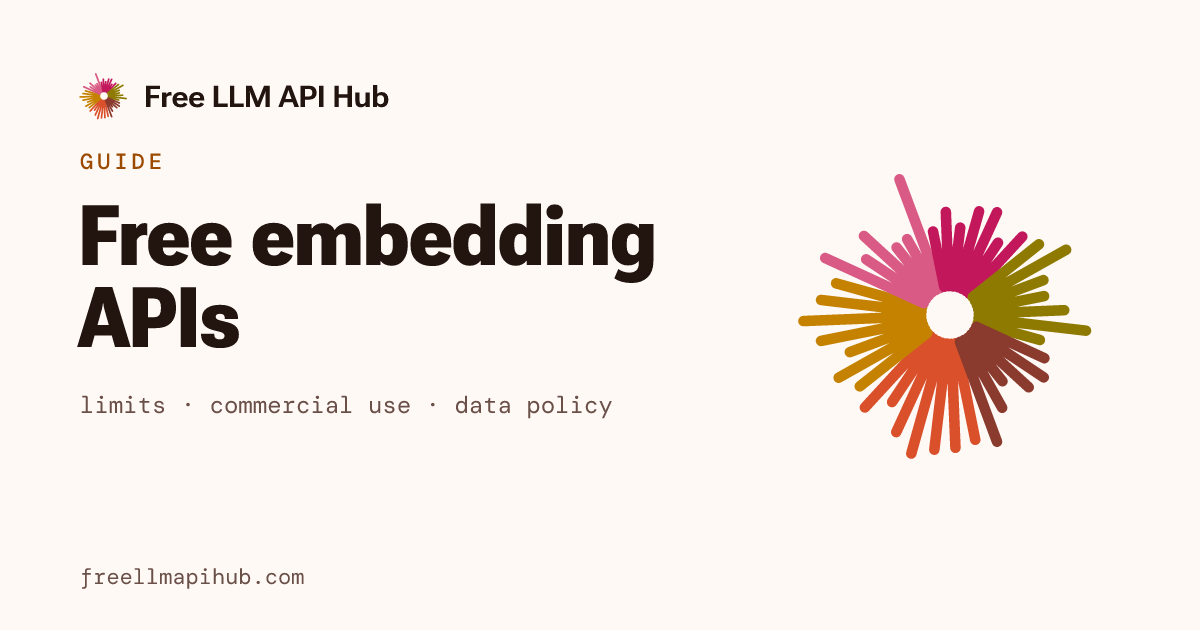 Free LLM API Hub
GUIDE
Free embedding
APIs
limits · commercial use · data policy
freellmapihub.com